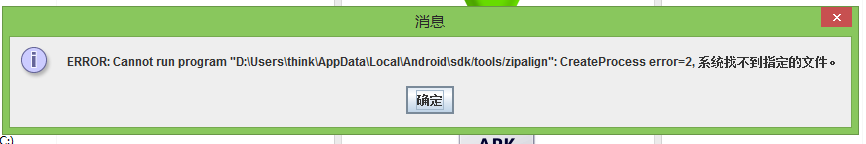 消息
ERROR: Cannot run program "D:\Users\think\AppData\Local\Android\sdk/tools/zipalign": CreateProcess error=2, 系统找不到指定的文件。
确定
C:)
APK